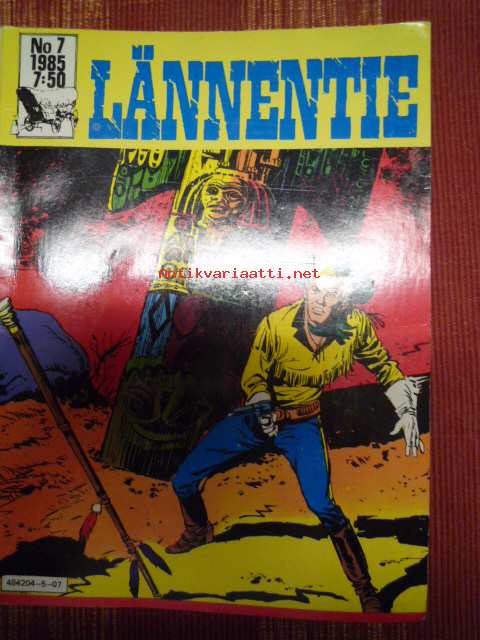 No 7
1985
7:50
LÄNNENTIE
Antikvariaatti.net
484204-5-07